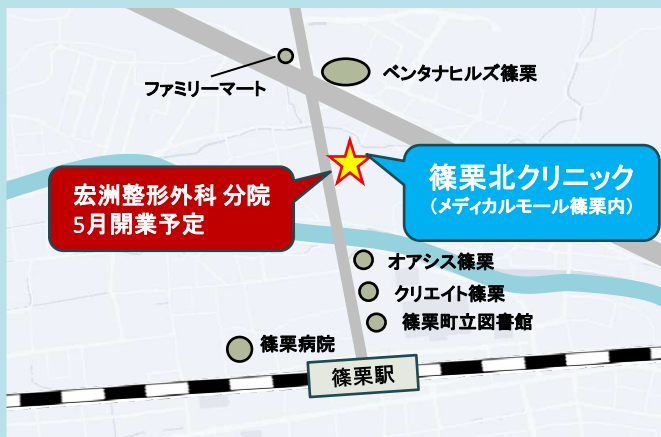 ファミリーマート
ベンタナヒルズ篠栗
宏洲整形外科 分院
5月開業予定
篠栗北クリニック
(メディカルモール篠栗内)
オアシス篠栗
クリエイト篠栗
篠栗町立図書館
篠栗病院
篠栗駅